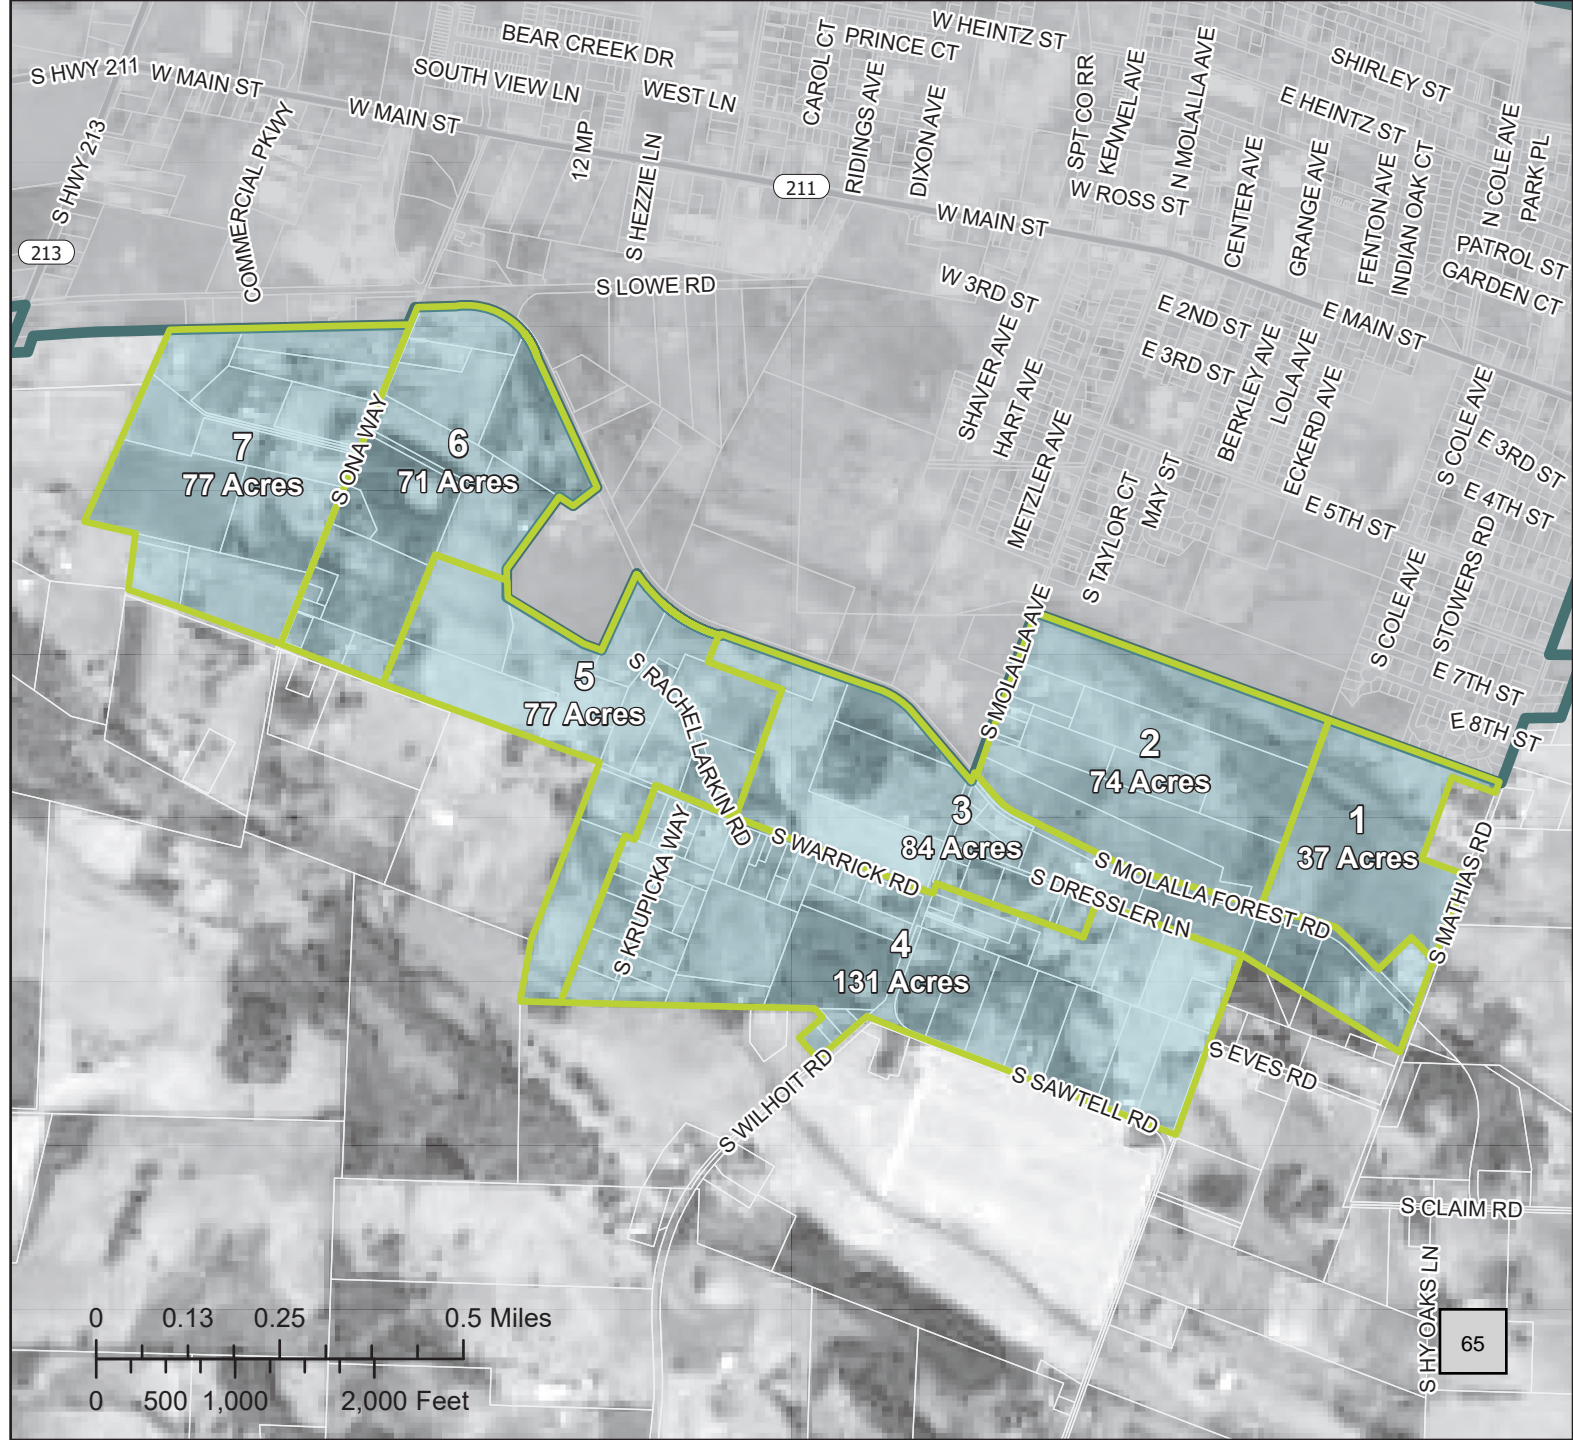 W HEINTZ ST
BEAR CREEK DR
CAROL CT
PRINCE CT
S HWY 211
W MAIN ST
SOUTH VIEW LN
WEST LN
SHIRLEY ST
E HEINTZ ST
W MAIN ST
COMMERCIAL PKWY
S HWY 213
12 MP
S HEZZIE LN
RIDINGS AVE
DIXON AVE
SPT CO RR
KENNEL AVE
N MOLALLA AVE
CENTER AVE
GRANGE AVE
FENTON AVE
INDIAN OAK CT
N COLE AVE
PARK PL
211
W ROSS ST
W MAIN ST
213
PATROL ST
GARDEN CT
S LOWE RD
W 3RD ST
E 2ND ST
E MAIN ST
E 3RD ST
SHAVER AVE
HART AVE
METZLER AVE
BERKLEY AVE
LOLA AVE
ECKERD AVE
S COLE AVE
E 3RD ST
E 4TH ST
S ONA WAY
7
77 Acres
6
71 Acres
S TAYLOR CT
MAY ST
E 5TH ST
S COLE AVE
STOWERS RD
S MOLALLA AVE
E 7TH ST
E 8TH ST
5
77 Acres
S RACHEL LARKIN RD
2
74 Acres
1
37 Acres
3
84 Acres
S KRUPICKA WAY
S WARRICK RD
S MOLALLA FOREST RD
S DRESSLER LN
S MATHIAS RD
4
131 Acres
S EVES RD
S SAWTELL RD
S WILHOIT RD
S CLAIM RD
S HY OAKS LN
65
0 0.13 0.25 0.5 Miles
0 500 1,000 2,000 Feet